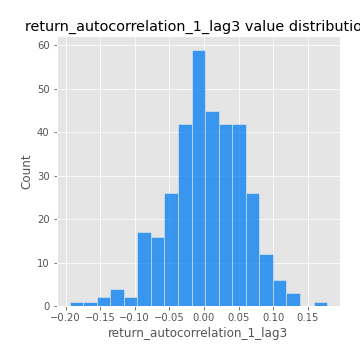 return_autocorrelation_1_lag3 value distributio
60
50
40
30
20
10
0
Count
−0.20 −0.15 −0.10 −0.05 0.00 0.05 0.10 0.15
return_autocorrelation_1_lag3